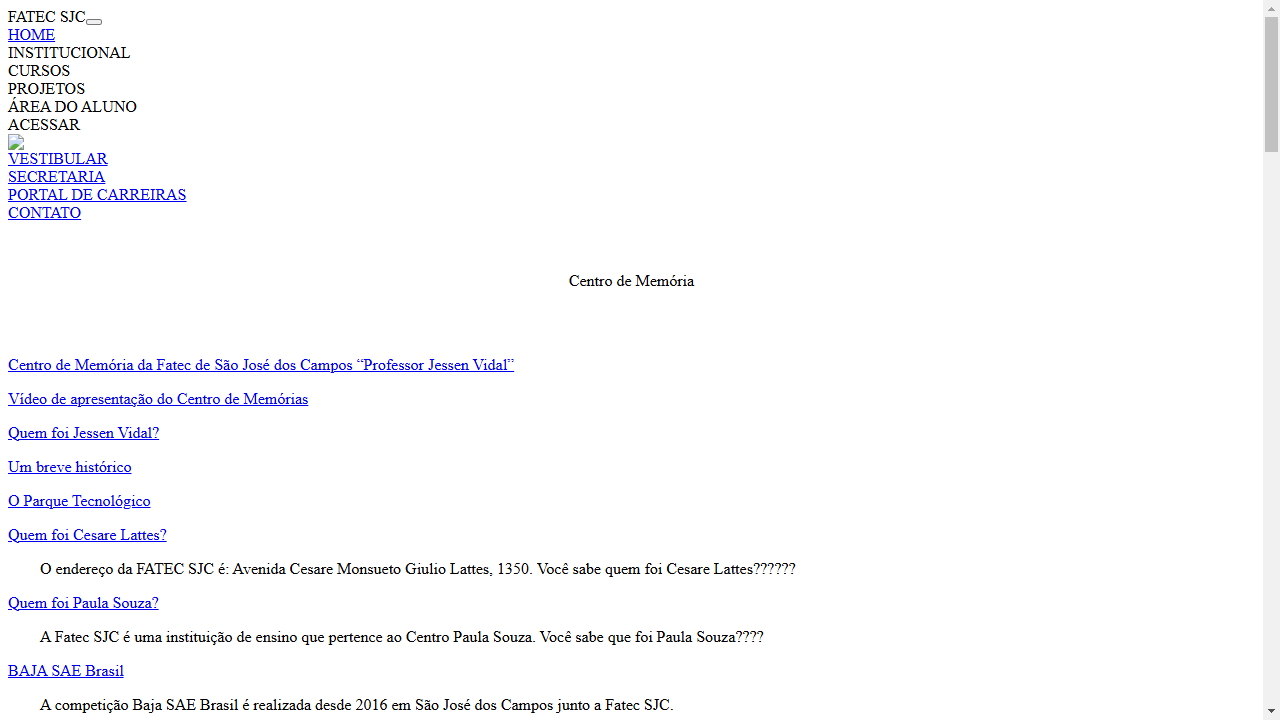 FATEC SJC
HOME
INSTITUCIONAL
CURSOS
PROJETOS
ÁREA DO ALUNO
ACESSAR
VESTIBULAR
SECRETARIA
PORTAL DE CARREIRAS
CONTATO
Centro de Memória
Centro de Memória da Fatec de São José dos Campos “Professor Jessen Vidal”
Vídeo de apresentação do Centro de Memórias
Quem foi Jessen Vidal?
Um breve histórico
O Parque Tecnológico
Quem foi Cesare Lattes?
O endereço da FATEC SJC é: Avenida Cesare Monsueto Giulio Lattes, 1350. Você sabe quem foi Cesare Lattes??????
Quem foi Paula Souza?
A Fatec SJC é uma instituição de ensino que pertence ao Centro Paula Souza. Você sabe que foi Paula Souza????
BAJA SAE Brasil
A competição Baja SAE Brasil é realizada desde 2016 em São José dos Campos junto a Fatec SJC.